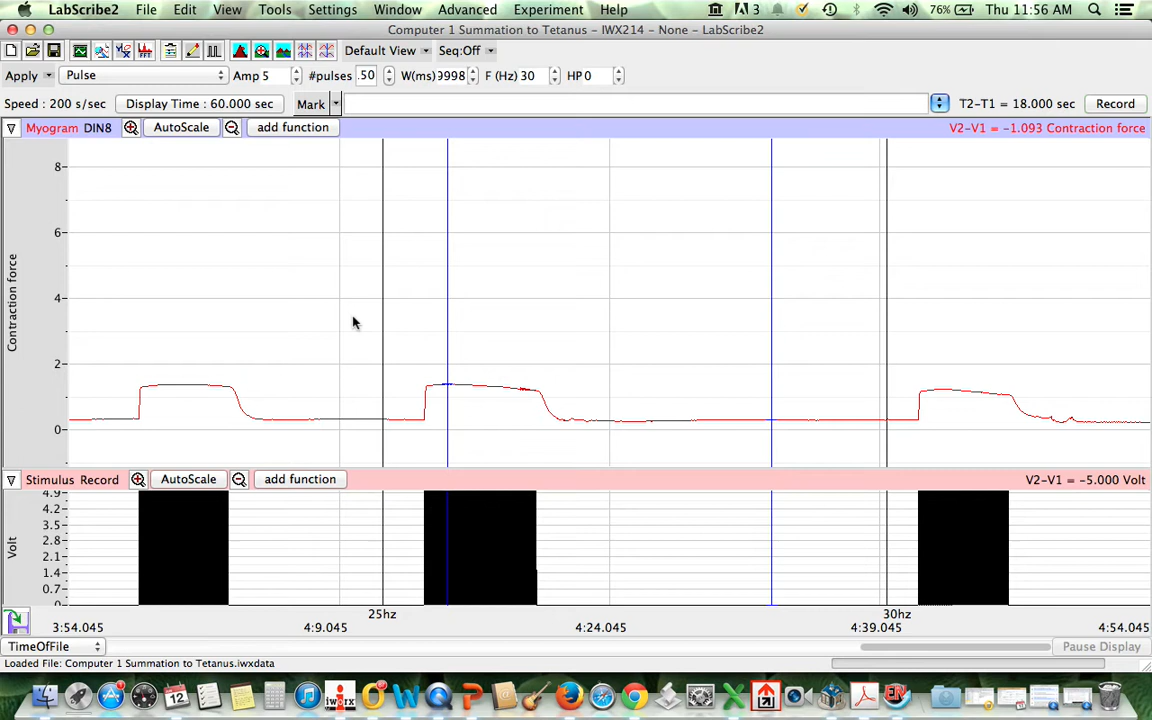 LabScribe2 File Edit View Tools Settings Window Advanced Experiment Help 3 76% Thu 11:56 AM
Computer 1 Summation to Tetanus - IWX214 - None - LabScribe2
Default View Seq:Off
Apply Pulse Amp 5 #pulses 50 W(ms) 9998 F (Hz) 30 HP 0
Speed : 200 s/sec Display Time : 60.000 sec Mark T2-T1 = 18.000 sec Record
Myogram DIN8 AutoScale add function V2-V1 = -1.093 Contraction force
8
6
4
2
0
Contraction force
Stimulus Record AutoScale add function V2-V1 = -5.000 Volt
4.9
4.2
3.5
2.8
2.1
1.4
0.7
0
Volt
25hz 30hz
3:54.045 4:09.045 4:24.045 4:39.045 4:54.045
TimeOfFile Pause Display
Loaded File: Computer 1 Summation to Tetanus.iwxdata
12 iworx EN